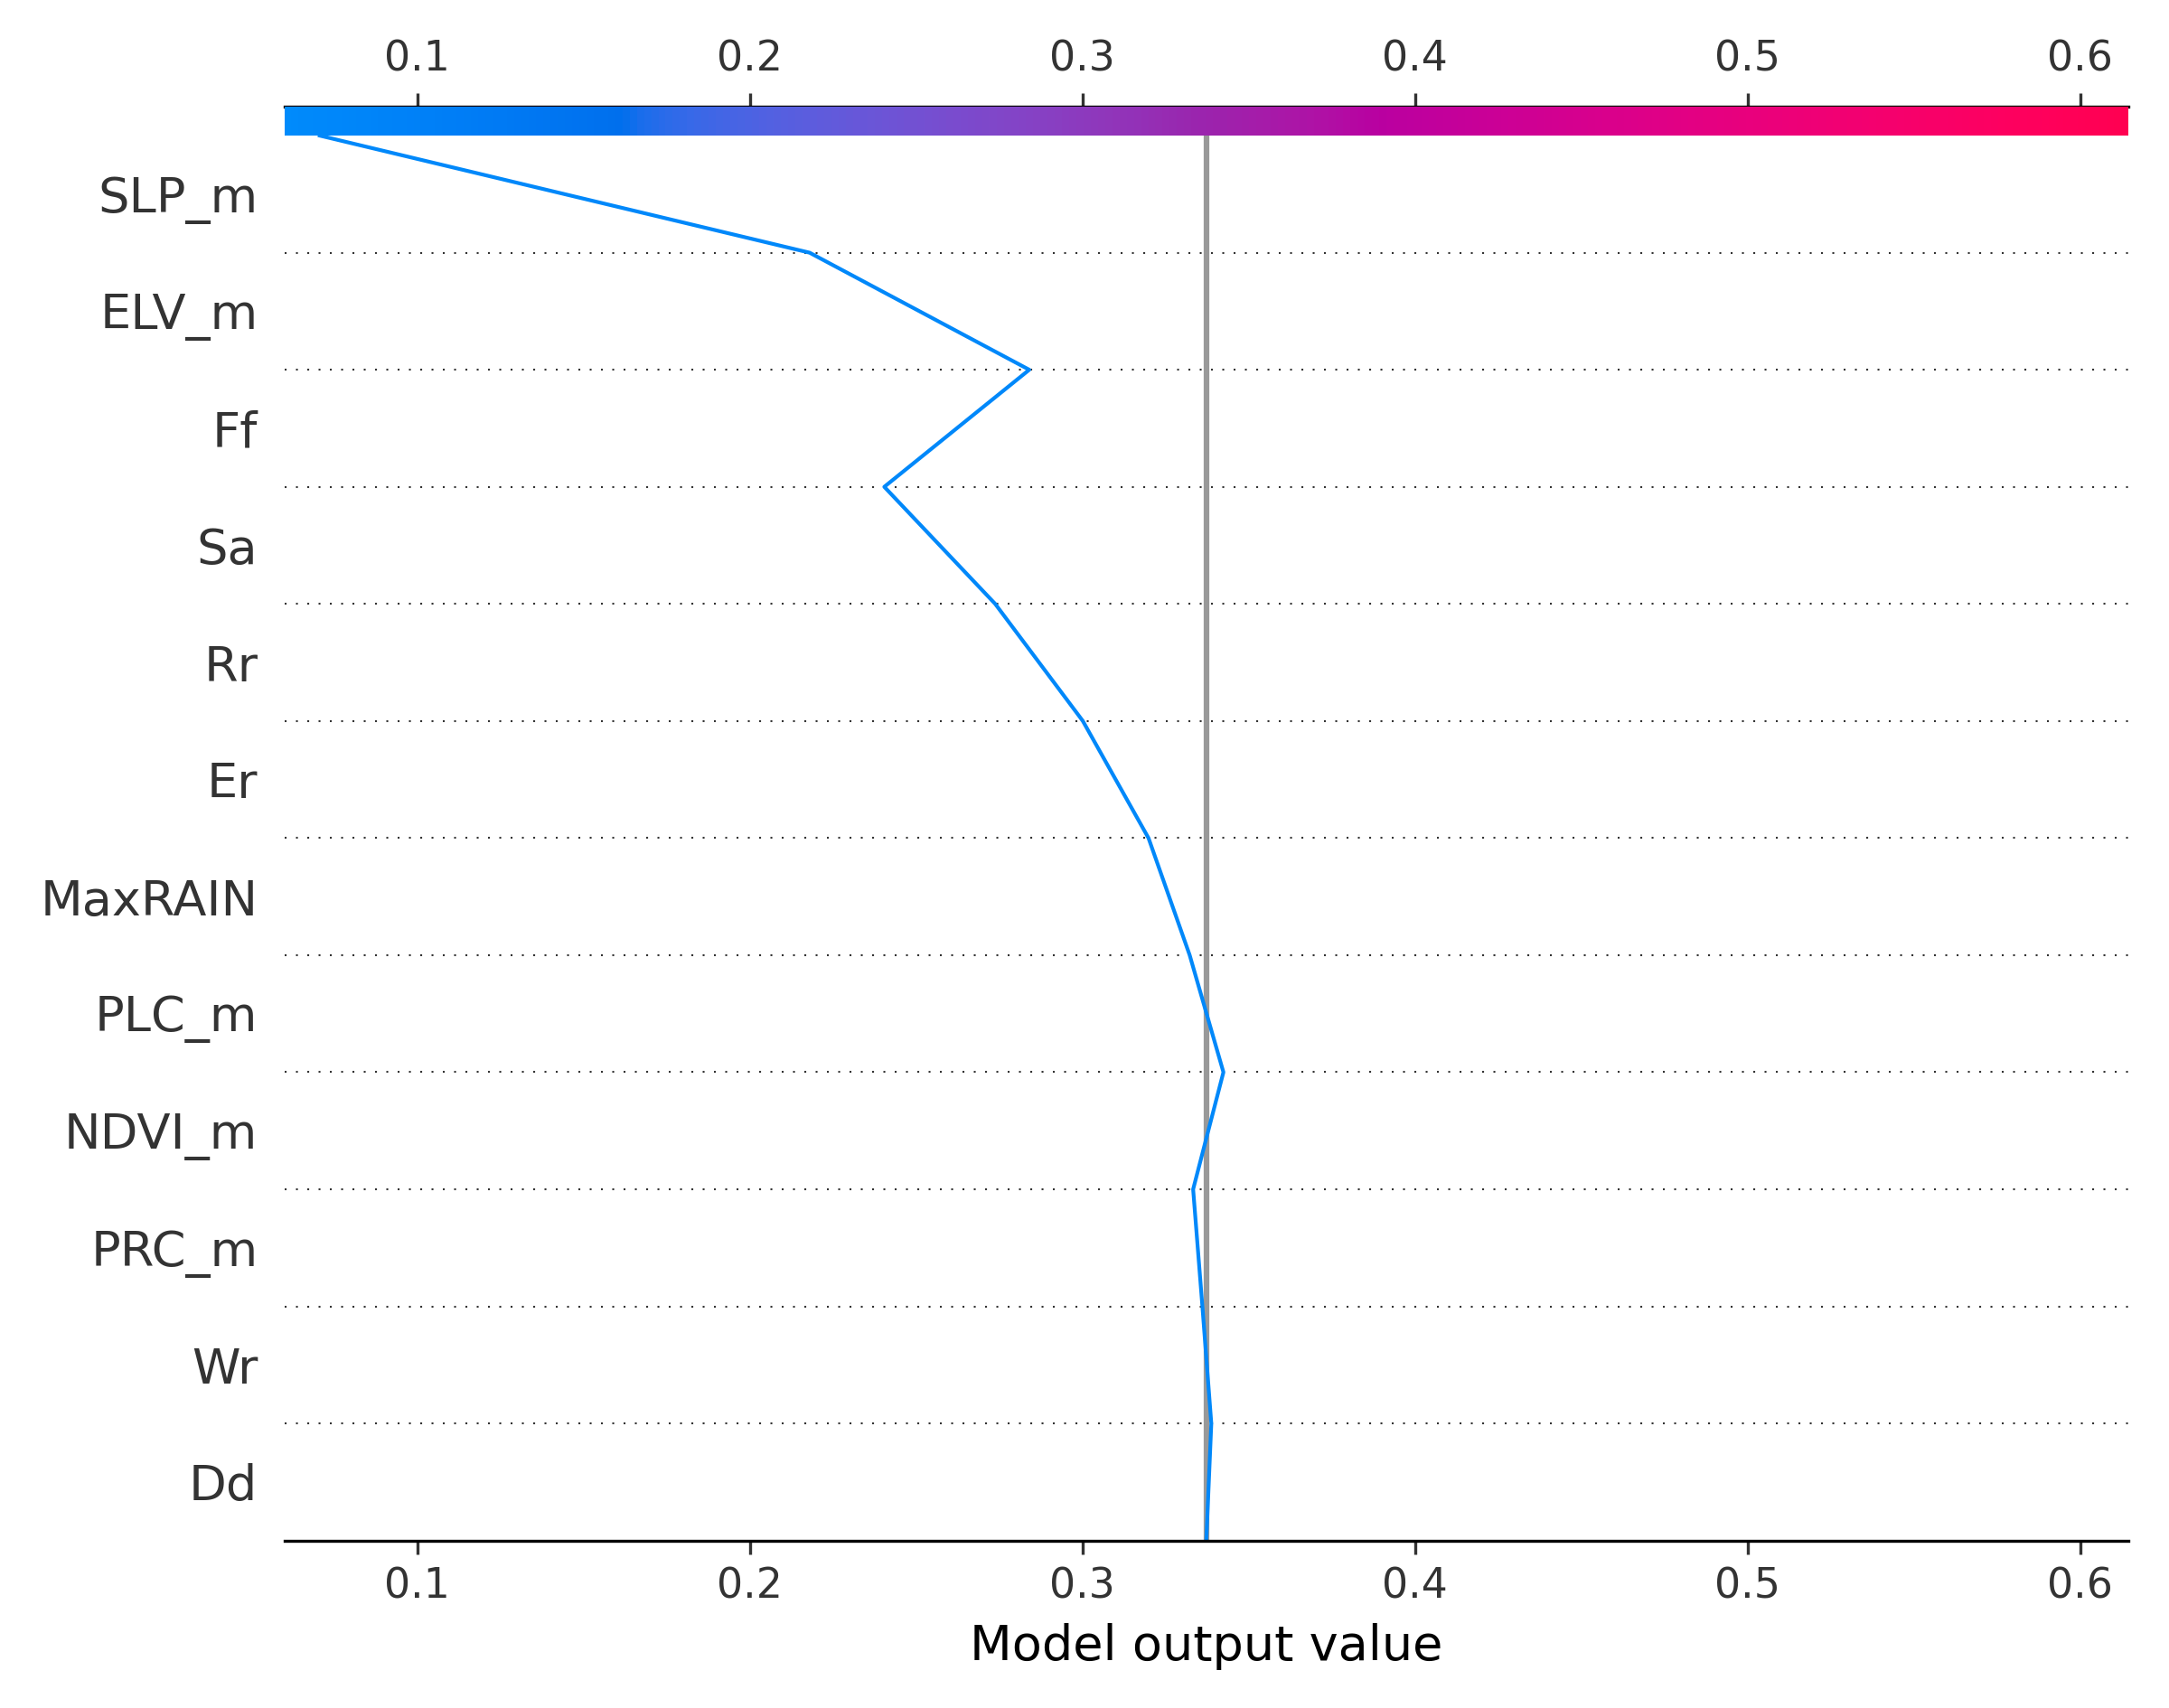 0.1 0.2 0.3 0.4 0.5 0.6
SLP_m
ELV_m
Ff
Sa
Rr
Er
MaxRAIN
PLC_m
NDVI_m
PRC_m
Wr
Dd
0.1 0.2 0.3 0.4 0.5 0.6
Model output value